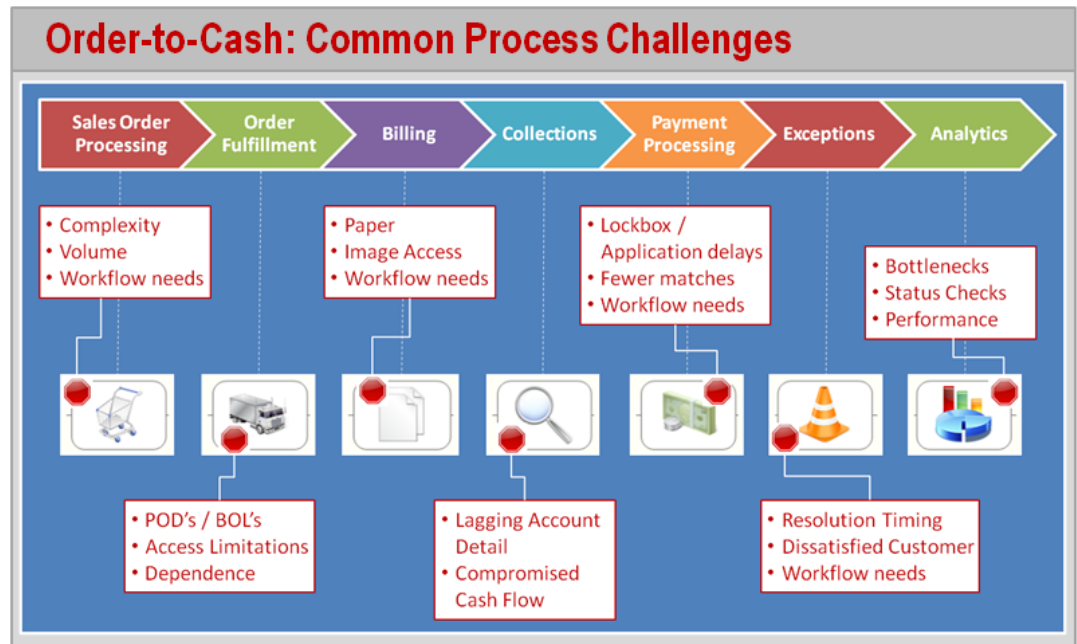 Order-to-Cash: Common Process Challenges
Sales Order
Processing
Order
Fulfillment
Billing
Collections
Payment
Processing
Exceptions
Analytics
• Complexity
• Volume
• Workflow needs
• Paper
• Image Access
• Workflow needs
• Lockbox /
Application delays
• Fewer matches
• Workflow needs
• Bottlenecks
• Status Checks
• Performance
• POD's / BOL's
• Access Limitations
• Dependence
• Lagging Account
Detail
• Compromised
Cash Flow
• Resolution Timing
• Dissatisfied Customer
• Workflow needs